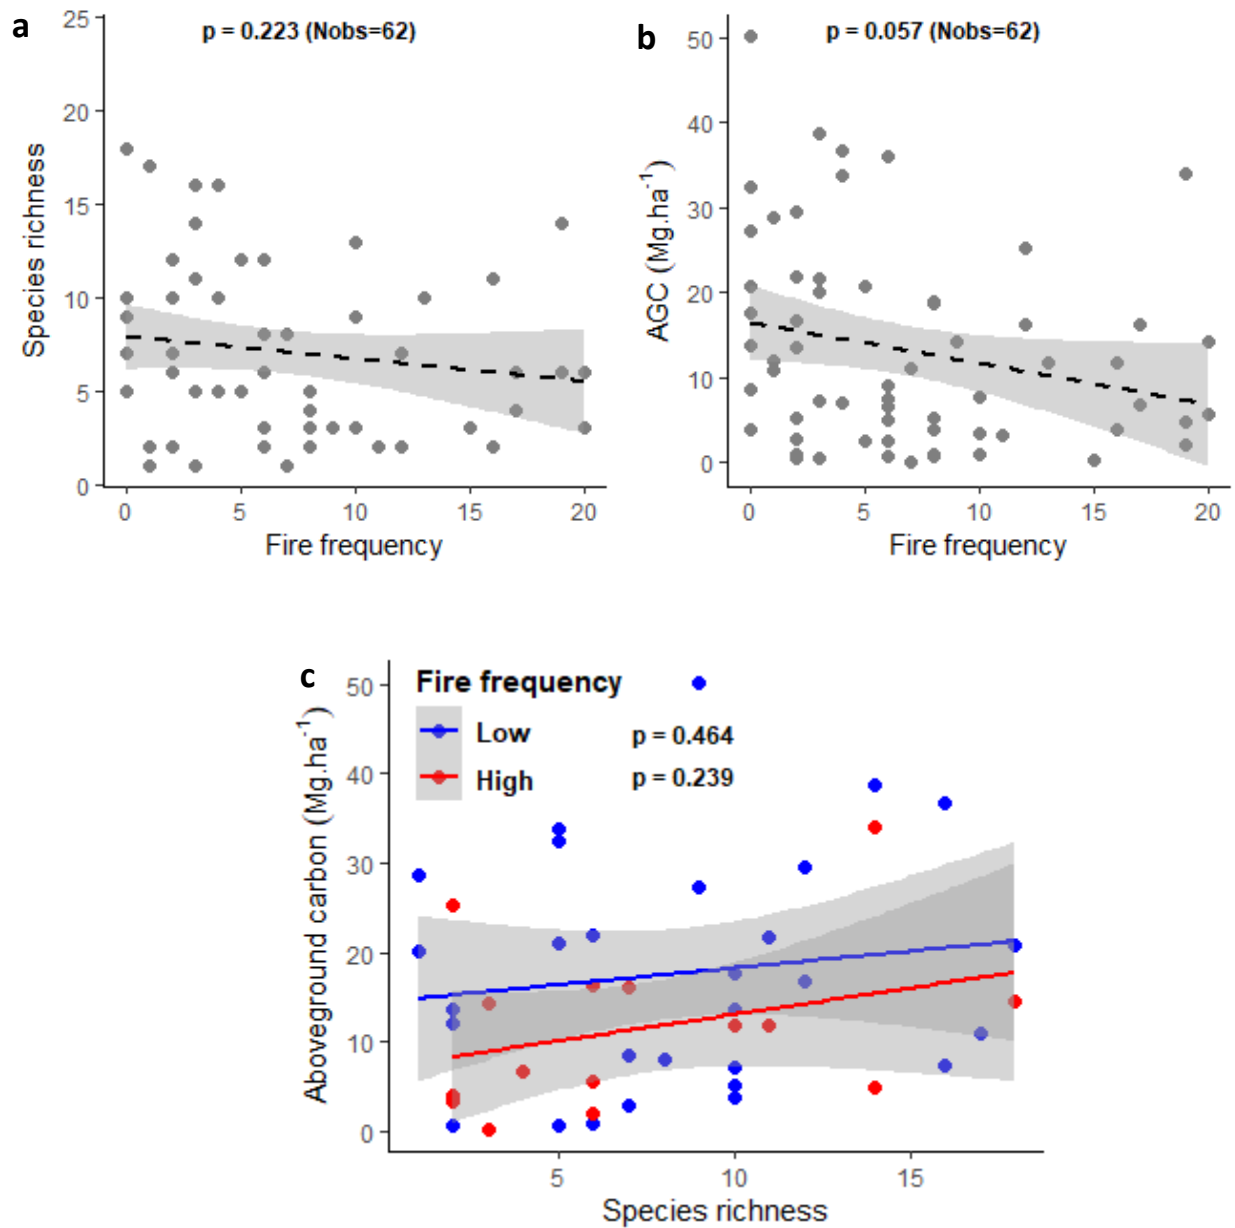 a
p = 0.223 (Nobs=62)
25
20
15
10
5
0
Species richness
0 5 10 15 20
Fire frequency
b
p = 0.057 (Nobs=62)
50
40
30
20
10
0
AGC (Mg.ha⁻¹)
0 5 10 15 20
Fire frequency
c
Fire frequency
Low p = 0.464
High p = 0.239
50
40
30
20
10
0
Aboveground carbon (Mg.ha⁻¹)
5 10 15
Species richness